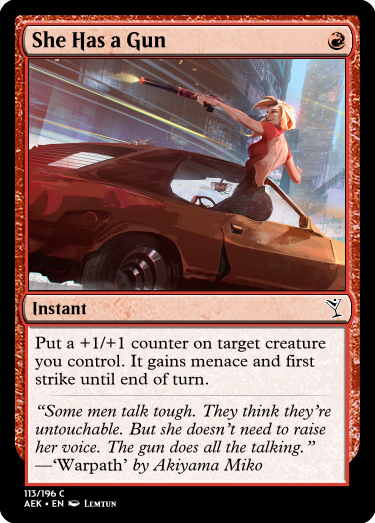 She Has a Gun
Instant
Put a +1/+1 counter on target creature
you control. It gains menace and first
strike until end of turn.
“Some men talk tough. They think they’re
untouchable. But she doesn’t need to raise
her voice. The gun does all the talking.”
—‘Warpath’ by Akiyama Miko
113/196 C
AEK • EN Lemtun